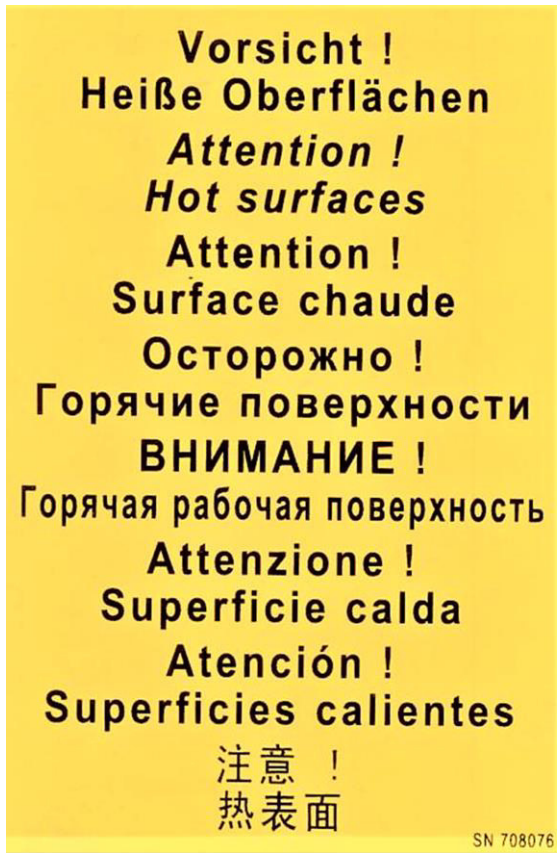 Vorsicht !
Heiße Oberflächen
Attention !
Hot surfaces
Attention !
Surface chaude
Осторожно !
Горячие поверхности
ВНИМАНИЕ !
Горячая рабочая поверхность
Attenzione !
Superficie calda
Atención !
Superficies calientes
注意 !
热表面
SN 708076